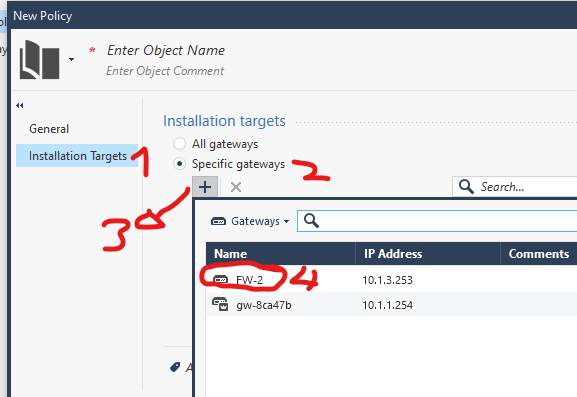 New Policy
* Enter Object Name
Enter Object Comment
General
Installation Targets 1
Installation targets
All gateways
Specific gateways 2
3
Search...
Gateways
Name IP Address Comments
FW-2 4 10.1.3.253
gw-8ca47b 10.1.1.254